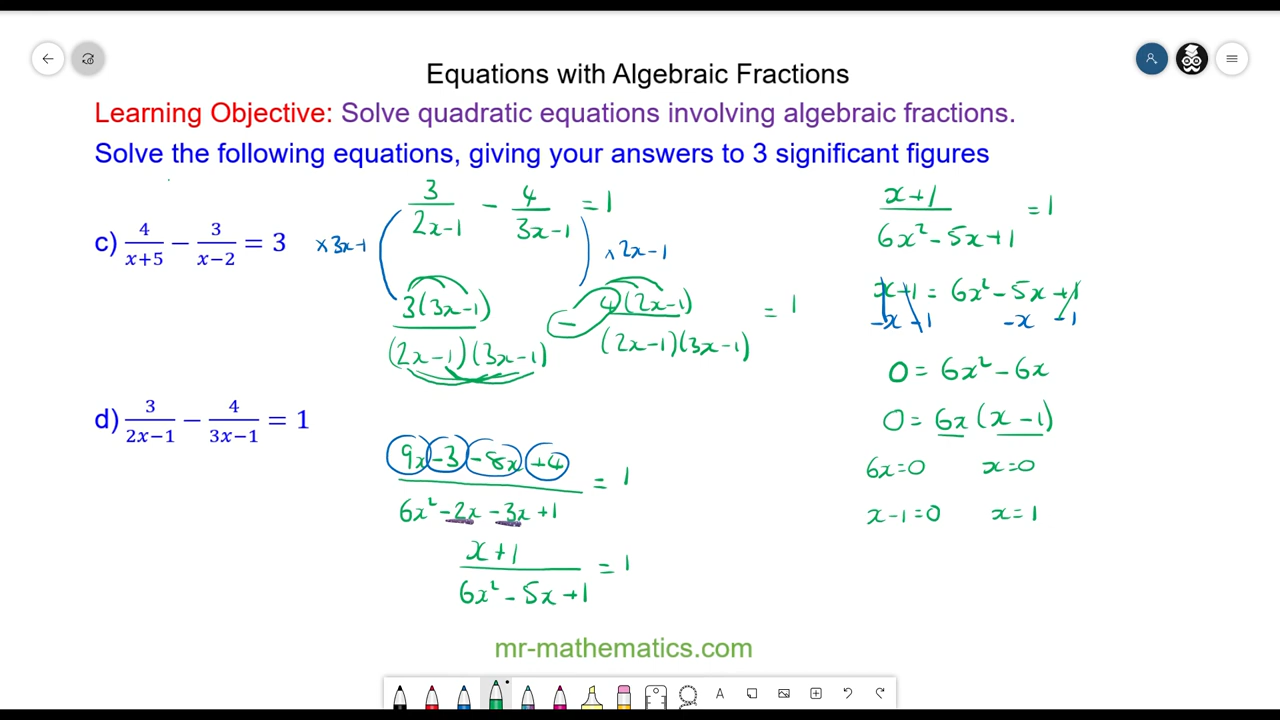 Equations with Algebraic Fractions
Learning Objective: Solve quadratic equations involving algebraic fractions.
Solve the following equations, giving your answers to 3 significant figures
c) 4/(x+5) − 3/(x−2) = 3
d) 3/(2x−1) − 4/(3x−1) = 1
3/(2x-1) - 4/(3x-1) = 1
×3x-1
×2x-1
3(3x-1)/(2x-1)(3x-1) - 4(2x-1)/(2x-1)(3x-1) = 1
(9x-3-8x+4)/(6x²-2x-3x+1) = 1
(x+1)/(6x²-5x+1) = 1
(x+1)/(6x²-5x+1) = 1
x+1 = 6x²-5x+1
-x -1 -x -1
0 = 6x²-6x
0 = 6x(x-1)
6x=0 x=0
x-1=0 x=1
mr-mathematics.com
A